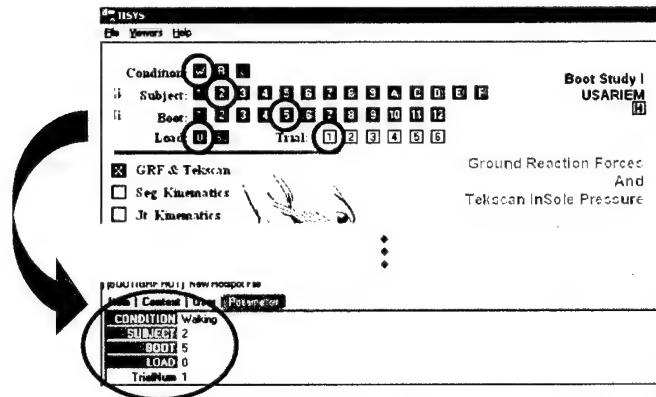 TISYS
File Viewers Help
Condition: W R
Boot Study I
Subject: 2 3 4 5 6 7 8 9 A C D E F
USARIEM
Boot: 2 3 4 5 6 7 8 9 10 11 12
H
Load: U Trial: 1 2 3 4 5 6
GRF & Tekscan
Ground Reaction Forces
Seg Kinematics
And
Jt Kinematics
Tekscan InSole Pressure
New Hotspot File
Content | User | Parameter
CONDITION Walking
SUBJECT 2
BOOT 5
LOAD 0
TrialNum 1